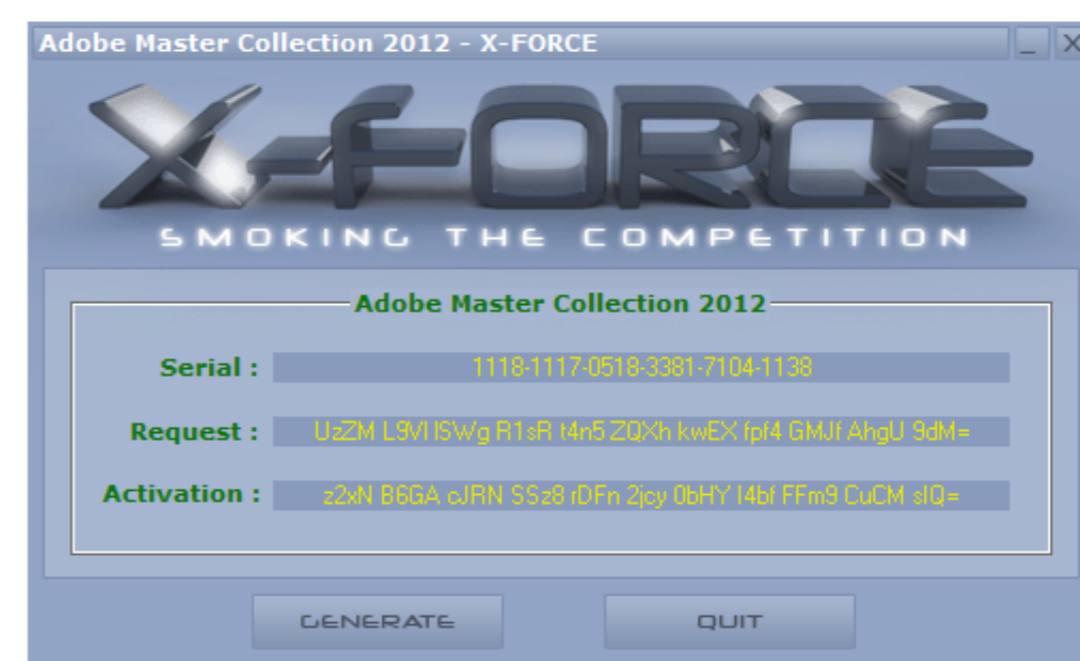 Adobe Master Collection 2012 - X-FORCE
X-FORCE
SMOKING THE COMPETITION
Adobe Master Collection 2012
Serial : 1118-1117-0518-3381-7104-1138
Request : UzZM R1sR t4n5 ZQXh kwEX fpf4 GMJf AhgU 9dM=
Activation : z2xN B6GA cJRN SSz8 rDFn 2jcy 0bHY FFm9 CuCM
GENERATE QUIT